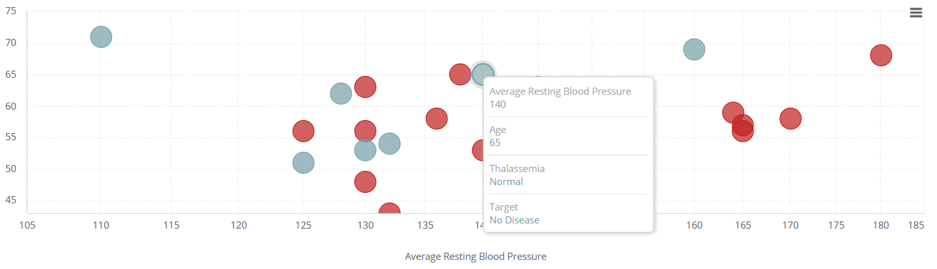 75
70
65
60
55
50
45
105 110 115 120 125 130 135 14 160 165 170 175 180 185
Average Resting Blood Pressure
Average Resting Blood Pressure
140
Age
65
Thalassemia
Normal
Target
No Disease